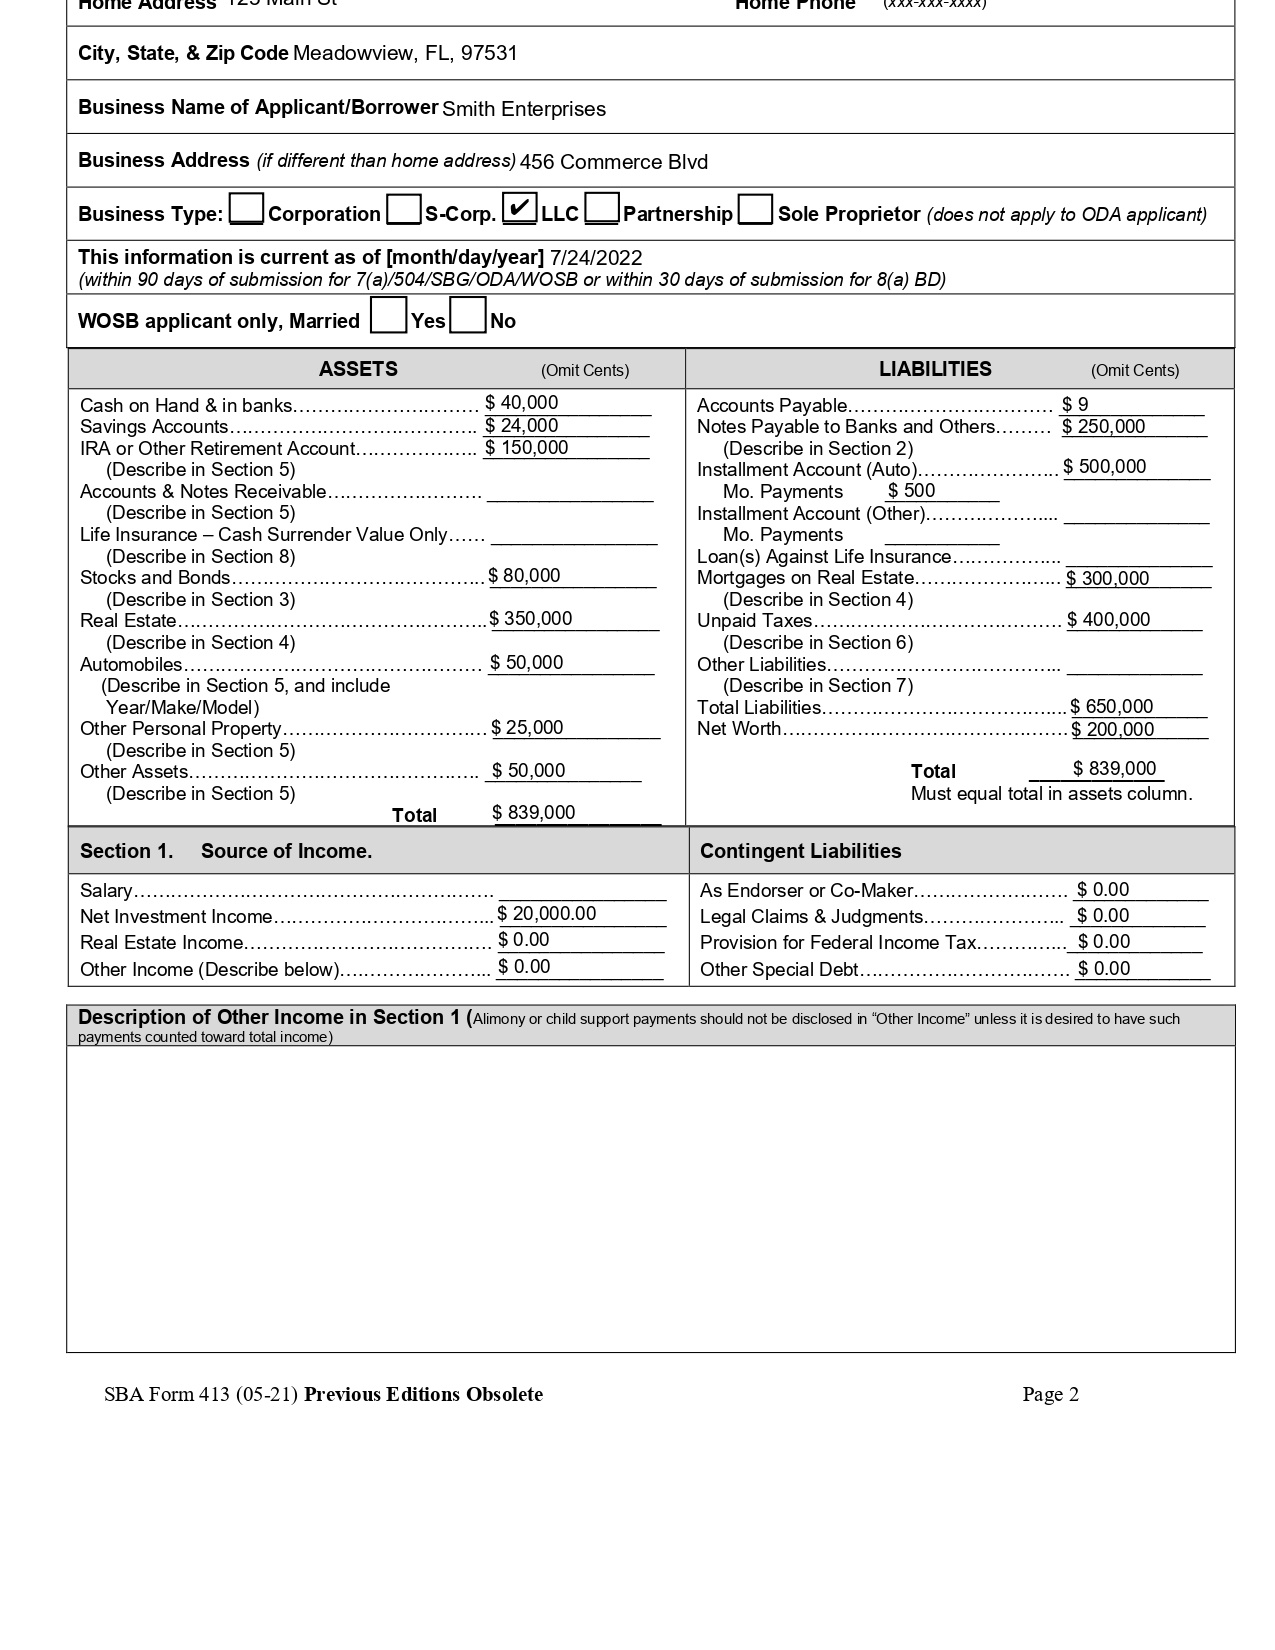 Home Address 123 Main St Home Phone (xxx-xxx-xxxx)
City, State, & Zip Code Meadowview, FL, 97531
Business Name of Applicant/Borrower Smith Enterprises
Business Address (if different than home address) 456 Commerce Blvd
Business Type: Corporation S-Corp. ✔ LLC Partnership Sole Proprietor (does not apply to ODA applicant)
This information is current as of [month/day/year] 7/24/2022
(within 90 days of submission for 7(a)/504/SBG/ODA/WOSB or within 30 days of submission for 8(a) BD)
WOSB applicant only, Married Yes No
ASSETS (Omit Cents)
Cash on Hand & in banks…………………………… $ 40,000
Savings Accounts…………………………………… $ 24,000
IRA or Other Retirement Account……………….. $ 150,000
(Describe in Section 5)
Accounts & Notes Receivable…………………… ________________
(Describe in Section 5)
Life Insurance – Cash Surrender Value Only…… ________________
(Describe in Section 8)
Stocks and Bonds…………………………………… $ 80,000
(Describe in Section 3)
Real Estate…………………………………………… $ 350,000
(Describe in Section 4)
Automobiles………………………………………… $ 50,000
(Describe in Section 5, and include
Year/Make/Model)
Other Personal Property…………………………… $ 25,000
(Describe in Section 5)
Other Assets………………………………………… $ 50,000
(Describe in Section 5)
Total $ 839,000
LIABILITIES (Omit Cents)
Accounts Payable…………………………… $ 9
Notes Payable to Banks and Others……… $ 250,000
(Describe in Section 2)
Installment Account (Auto)………………….. $ 500,000
Mo. Payments $ 500
Installment Account (Other)……………….... ______________
Mo. Payments ___________
Loan(s) Against Life Insurance…………….. ______________
Mortgages on Real Estate………………….. $ 300,000
(Describe in Section 4)
Unpaid Taxes………………………………… $ 400,000
(Describe in Section 6)
Other Liabilities……………………………….. _____________
(Describe in Section 7)
Total Liabilities………………………………... $ 650,000
Net Worth……………………………………… $ 200,000
Total $ 839,000
Must equal total in assets column.
Section 1. Source of Income.
Salary………………………………………………. ________________
Net Investment Income…………………………... $ 20,000.00
Real Estate Income………………………………. $ 0.00
Other Income (Describe below)………………….. $ 0.00
Contingent Liabilities
As Endorser or Co-Maker……………………. $ 0.00
Legal Claims & Judgments………………….. $ 0.00
Provision for Federal Income Tax………….. $ 0.00
Other Special Debt…………………………… $ 0.00
Description of Other Income in Section 1 (Alimony or child support payments should not be disclosed in “Other Income” unless it is desired to have such
payments counted toward total income)
SBA Form 413 (05-21) Previous Editions Obsolete Page 2